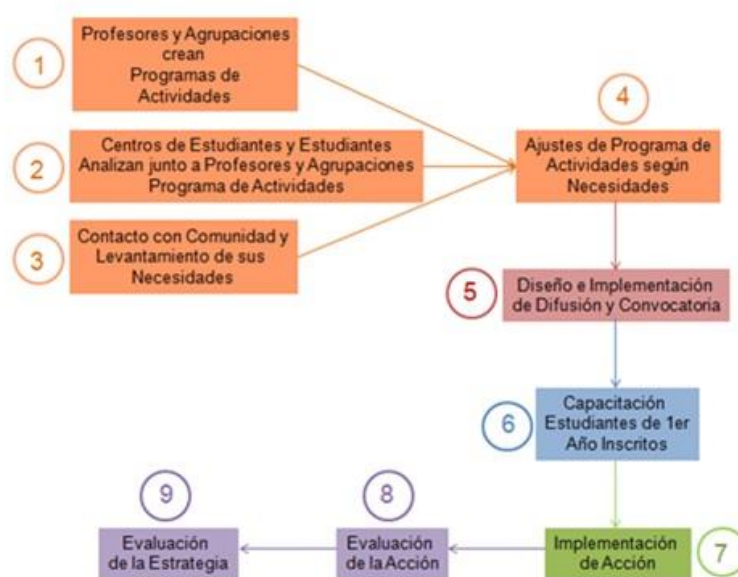 1
Profesores y Agrupaciones
crean
Programas de
Actividades
2
Centros de Estudiantes y Estudiantes
Analizan junto a Profesores y Agrupaciones
Programa de Actividades
3
Contacto con Comunidad y
Levantamiento de sus
Necesidades
4
Ajustes de Programa de
Actividades según
Necesidades
5
Diseño e Implementación
de Difusión y Convocatoria
6
Capacitación
Estudiantes de 1er
Año Inscritos
7
Implementación
de Acción
8
Evaluación
de la Acción
9
Evaluación
de la Estrategia